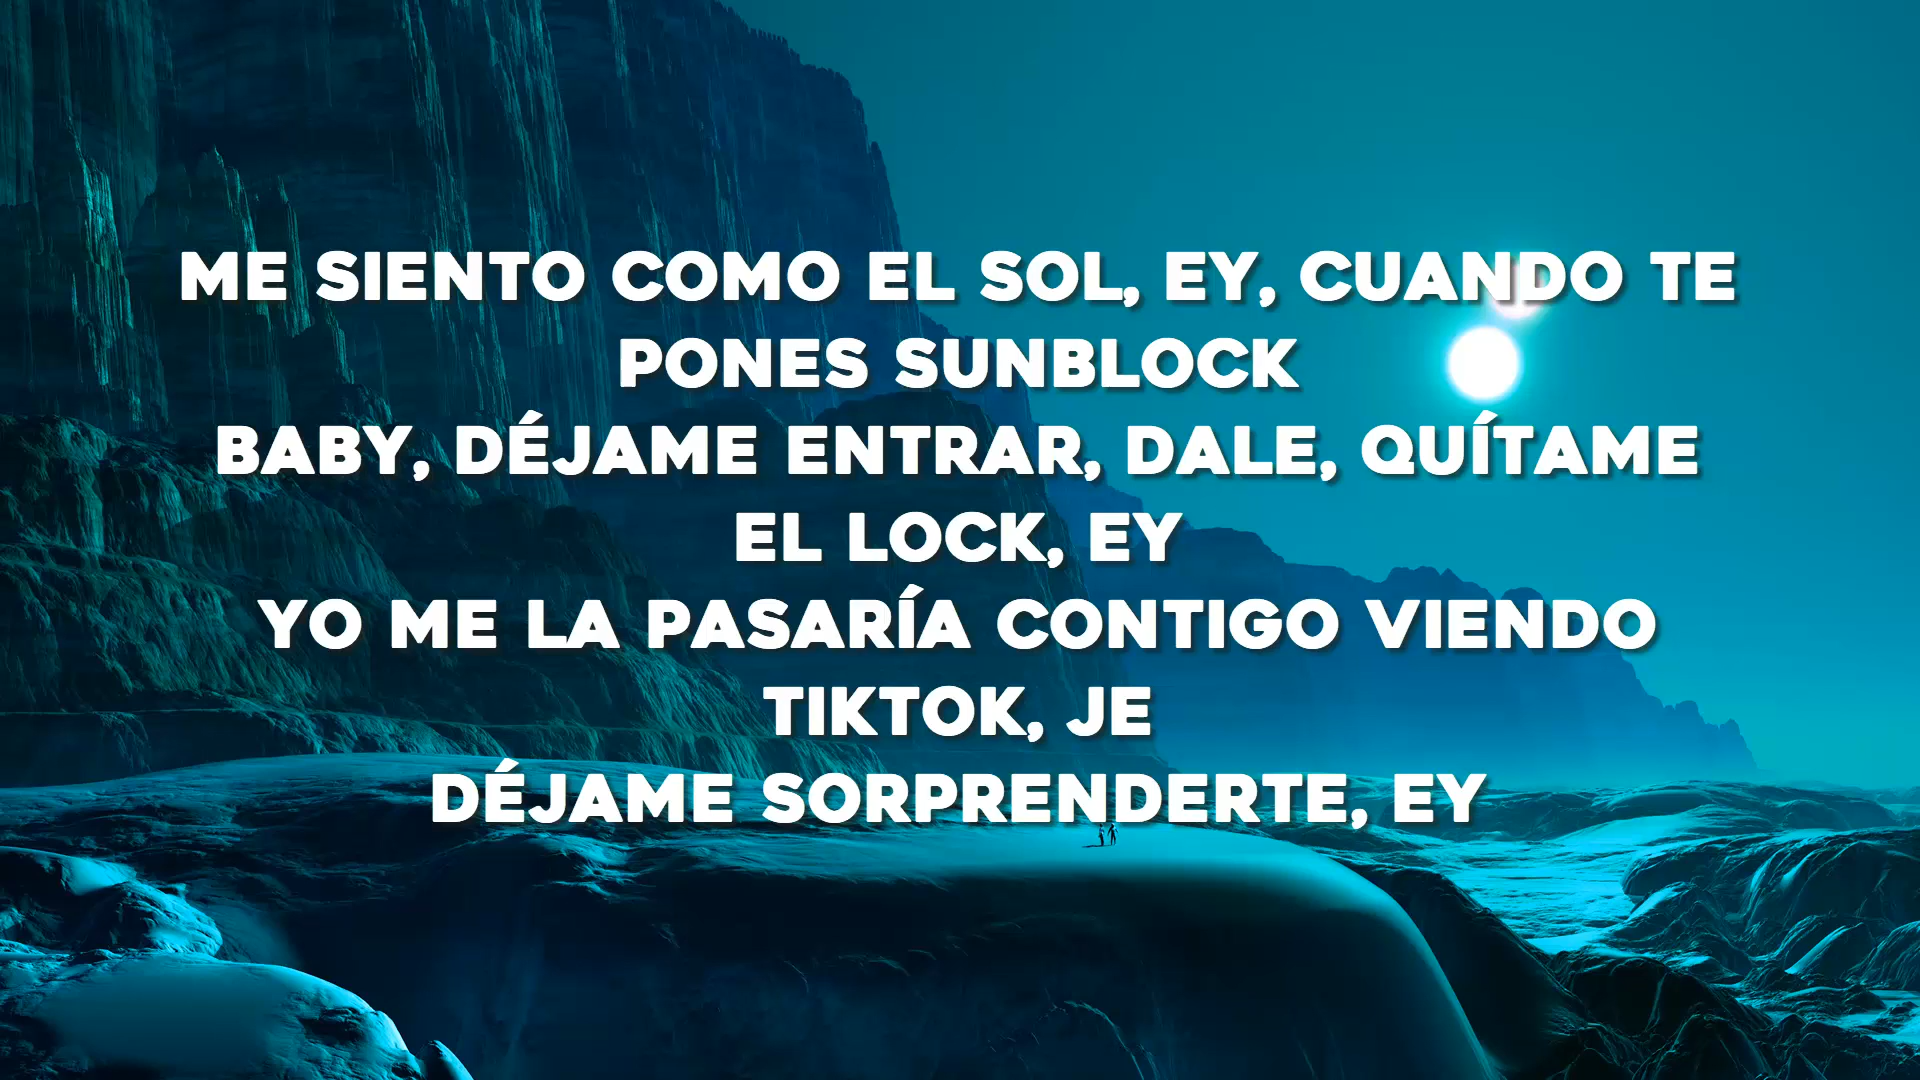 ME SIENTO COMO EL SOL, EY, CUANDO TE
PONES SUNBLOCK
BABY, DÉJAME ENTRAR, DALE, QUÍTAME
EL LOCK, EY
YO ME LA PASARÍA CONTIGO VIENDO
TIKTOK, JE
DÉJAME SORPRENDERTE, EY